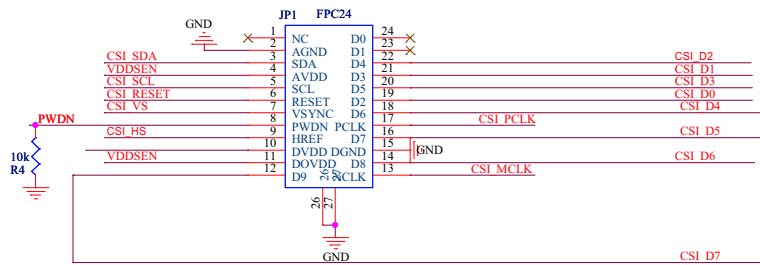 JP1 FPC24
GND
1 NC D0 24
2 AGND D1 23
CSI_SDA 3 SDA D4 22 CSI_D2
VDDSEN 4 AVDD D3 21 CSI_D1
CSI_SCL 5 SCL D5 20 CSI_D3
CSI_RESET 6 RESET D2 19 CSI_D0
CSI_VS 7 VSYNC D6 18 CSI_D4
PWDN 8 PWDN PCLK 17 CSI_PCLK
CSI_HS 9 HREF D7 16 CSI_D5
10 DVDD DGND 15 GND
VDDSEN 11 DOVDD D8 14 CSI_D6
12 D9 XCLK 13 CSI_MCLK
10k
R4
26
26 27
GND
CSI_D7